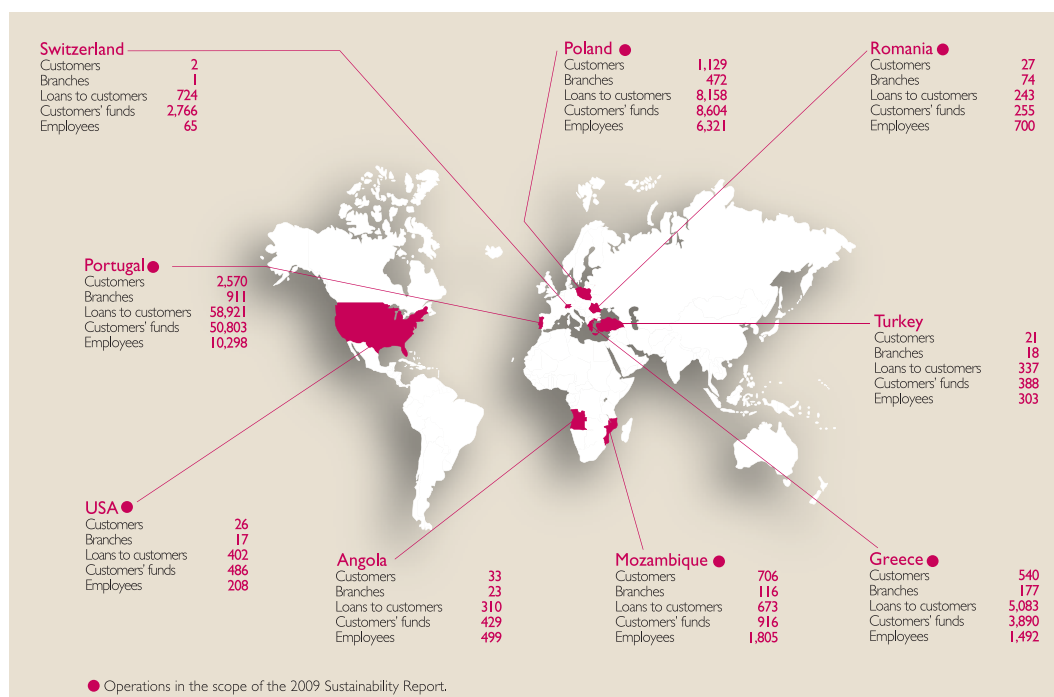 Switzerland
Customers 2
Branches 1
Loans to customers 724
Customers' funds 2,766
Employees 65
Poland
Customers 1,129
Branches 472
Loans to customers 8,158
Customers' funds 8,604
Employees 6,321
Romania
Customers 27
Branches 74
Loans to customers 243
Customers' funds 255
Employees 700
Portugal
Customers 2,570
Branches 911
Loans to customers 58,921
Customers' funds 50,803
Employees 10,298
Turkey
Customers 21
Branches 18
Loans to customers 337
Customers' funds 388
Employees 303
USA
Customers 26
Branches 17
Loans to customers 402
Customers' funds 486
Employees 208
Angola
Customers 33
Branches 23
Loans to customers 310
Customers' funds 429
Employees 499
Mozambique
Customers 706
Branches 116
Loans to customers 673
Customers' funds 916
Employees 1,805
Greece
Customers 540
Branches 177
Loans to customers 5,083
Customers' funds 3,890
Employees 1,492
Operations in the scope of the 2009 Sustainability Report.